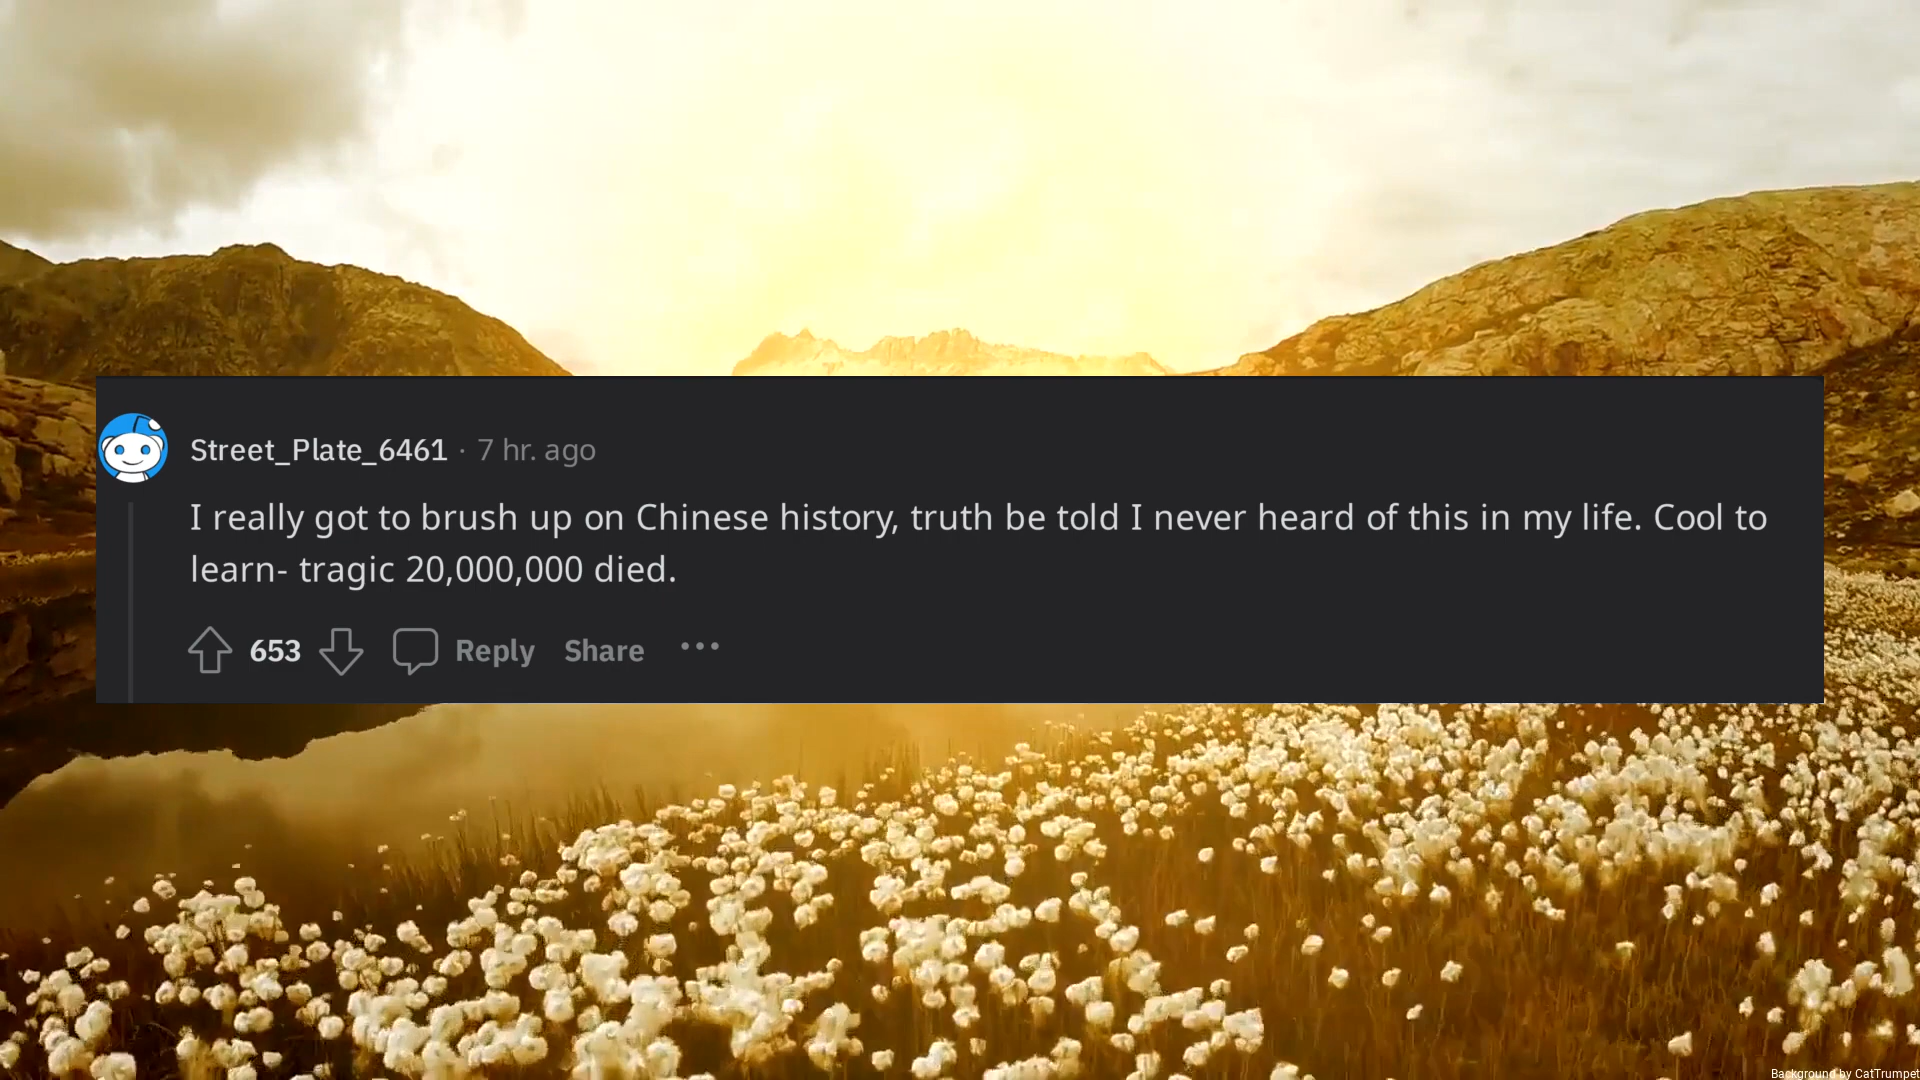 Street_Plate_6461 · 7 hr. ago
I really got to brush up on Chinese history, truth be told I never heard of this in my life. Cool to
learn- tragic 20,000,000 died.
653 Reply Share ···
Background by CatTrumpet